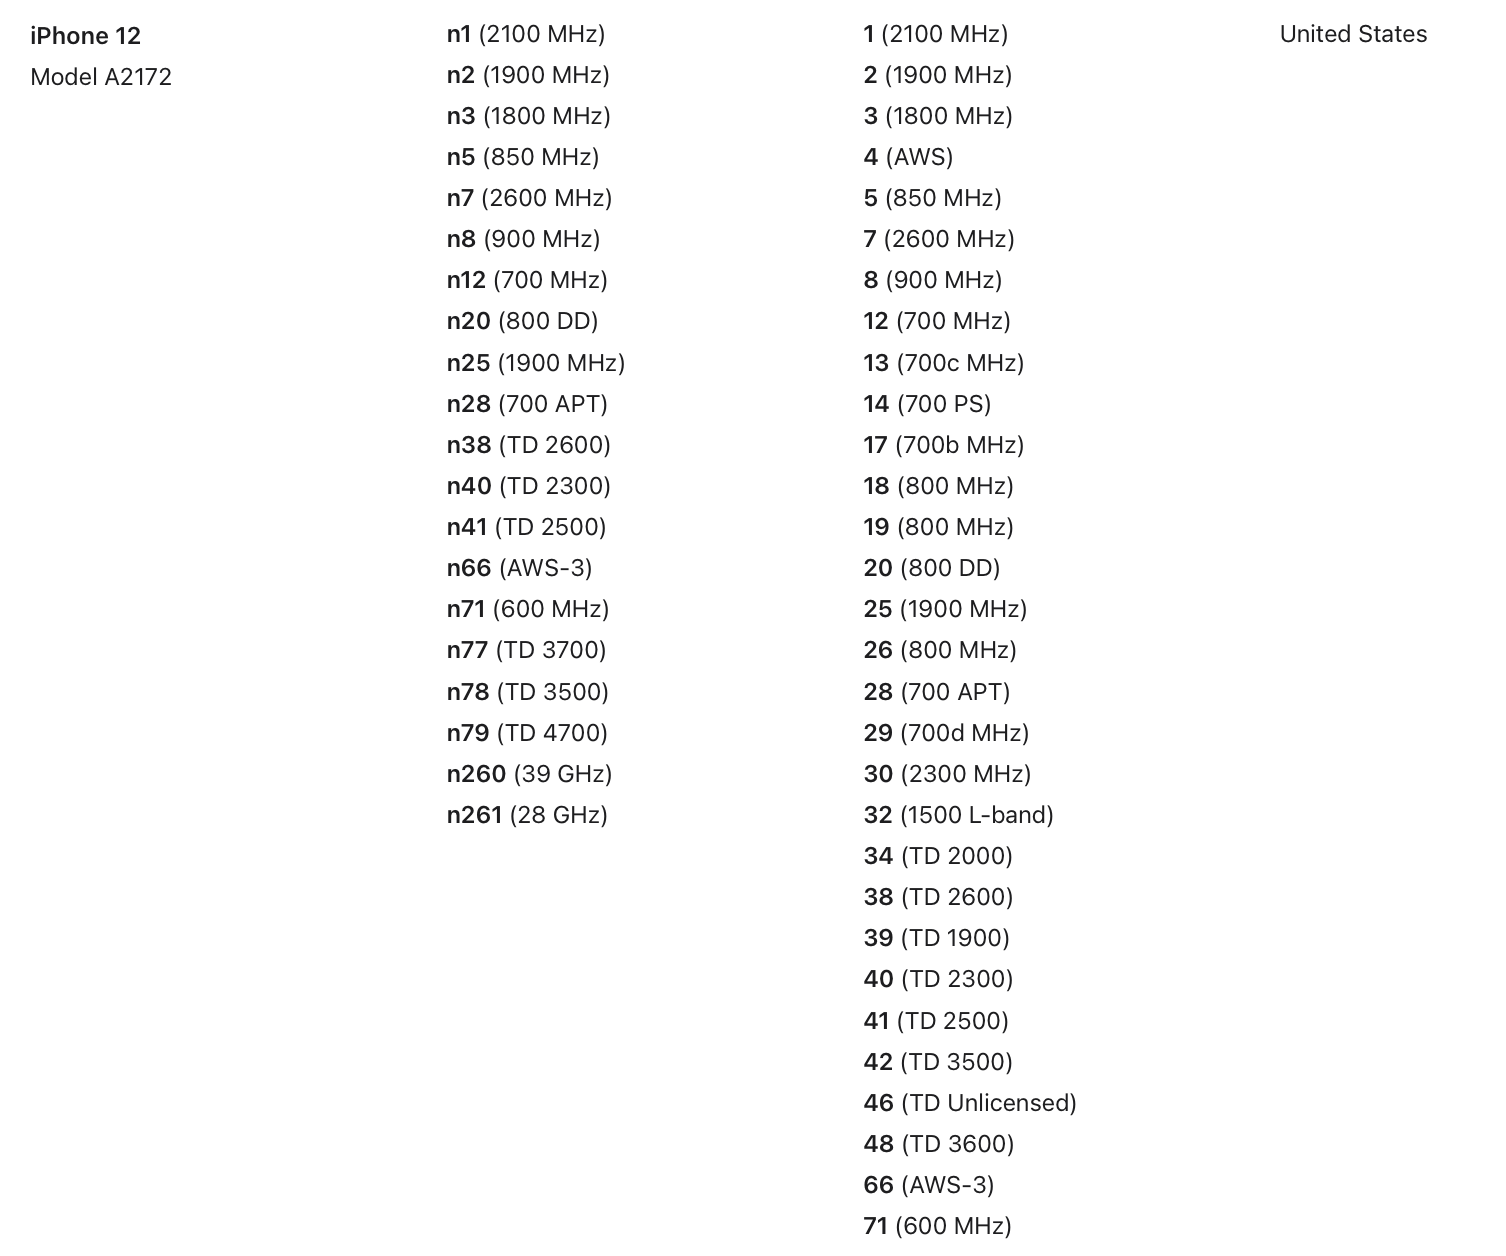 iPhone 12
Model A2172
n1 (2100 MHz)
n2 (1900 MHz)
n3 (1800 MHz)
n5 (850 MHz)
n7 (2600 MHz)
n8 (900 MHz)
n12 (700 MHz)
n20 (800 DD)
n25 (1900 MHz)
n28 (700 APT)
n38 (TD 2600)
n40 (TD 2300)
n41 (TD 2500)
n66 (AWS-3)
n71 (600 MHz)
n77 (TD 3700)
n78 (TD 3500)
n79 (TD 4700)
n260 (39 GHz)
n261 (28 GHz)
1 (2100 MHz)
2 (1900 MHz)
3 (1800 MHz)
4 (AWS)
5 (850 MHz)
7 (2600 MHz)
8 (900 MHz)
12 (700 MHz)
13 (700c MHz)
14 (700 PS)
17 (700b MHz)
18 (800 MHz)
19 (800 MHz)
20 (800 DD)
25 (1900 MHz)
26 (800 MHz)
28 (700 APT)
29 (700d MHz)
30 (2300 MHz)
32 (1500 L-band)
34 (TD 2000)
38 (TD 2600)
39 (TD 1900)
40 (TD 2300)
41 (TD 2500)
42 (TD 3500)
46 (TD Unlicensed)
48 (TD 3600)
66 (AWS-3)
71 (600 MHz)
United States